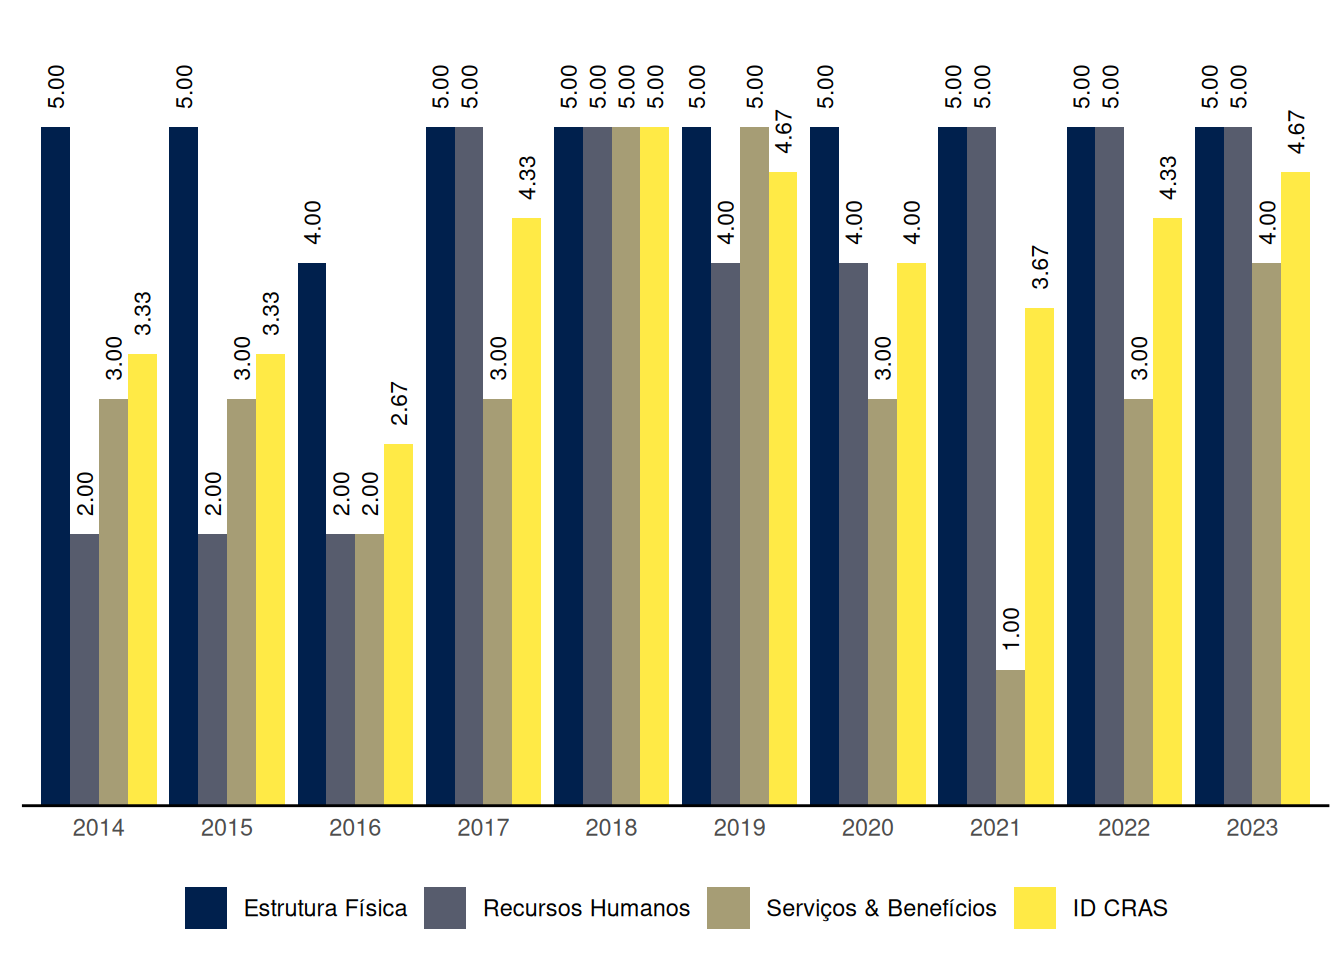 5.00 2.00 3.00 3.33 5.00 2.00 3.00 3.33 4.00 2.00 2.00 2.67 5.00 5.00 3.00 4.33 5.00 5.00 5.00 5.00 5.00 4.00 5.00 4.67 5.00 4.00 3.00 4.00 5.00 5.00 1.00 3.67 5.00 5.00 3.00 4.33 5.00 5.00 4.00 4.67
2014 2015 2016 2017 2018 2019 2020 2021 2022 2023
Estrutura Física Recursos Humanos Serviços & Benefícios ID CRAS